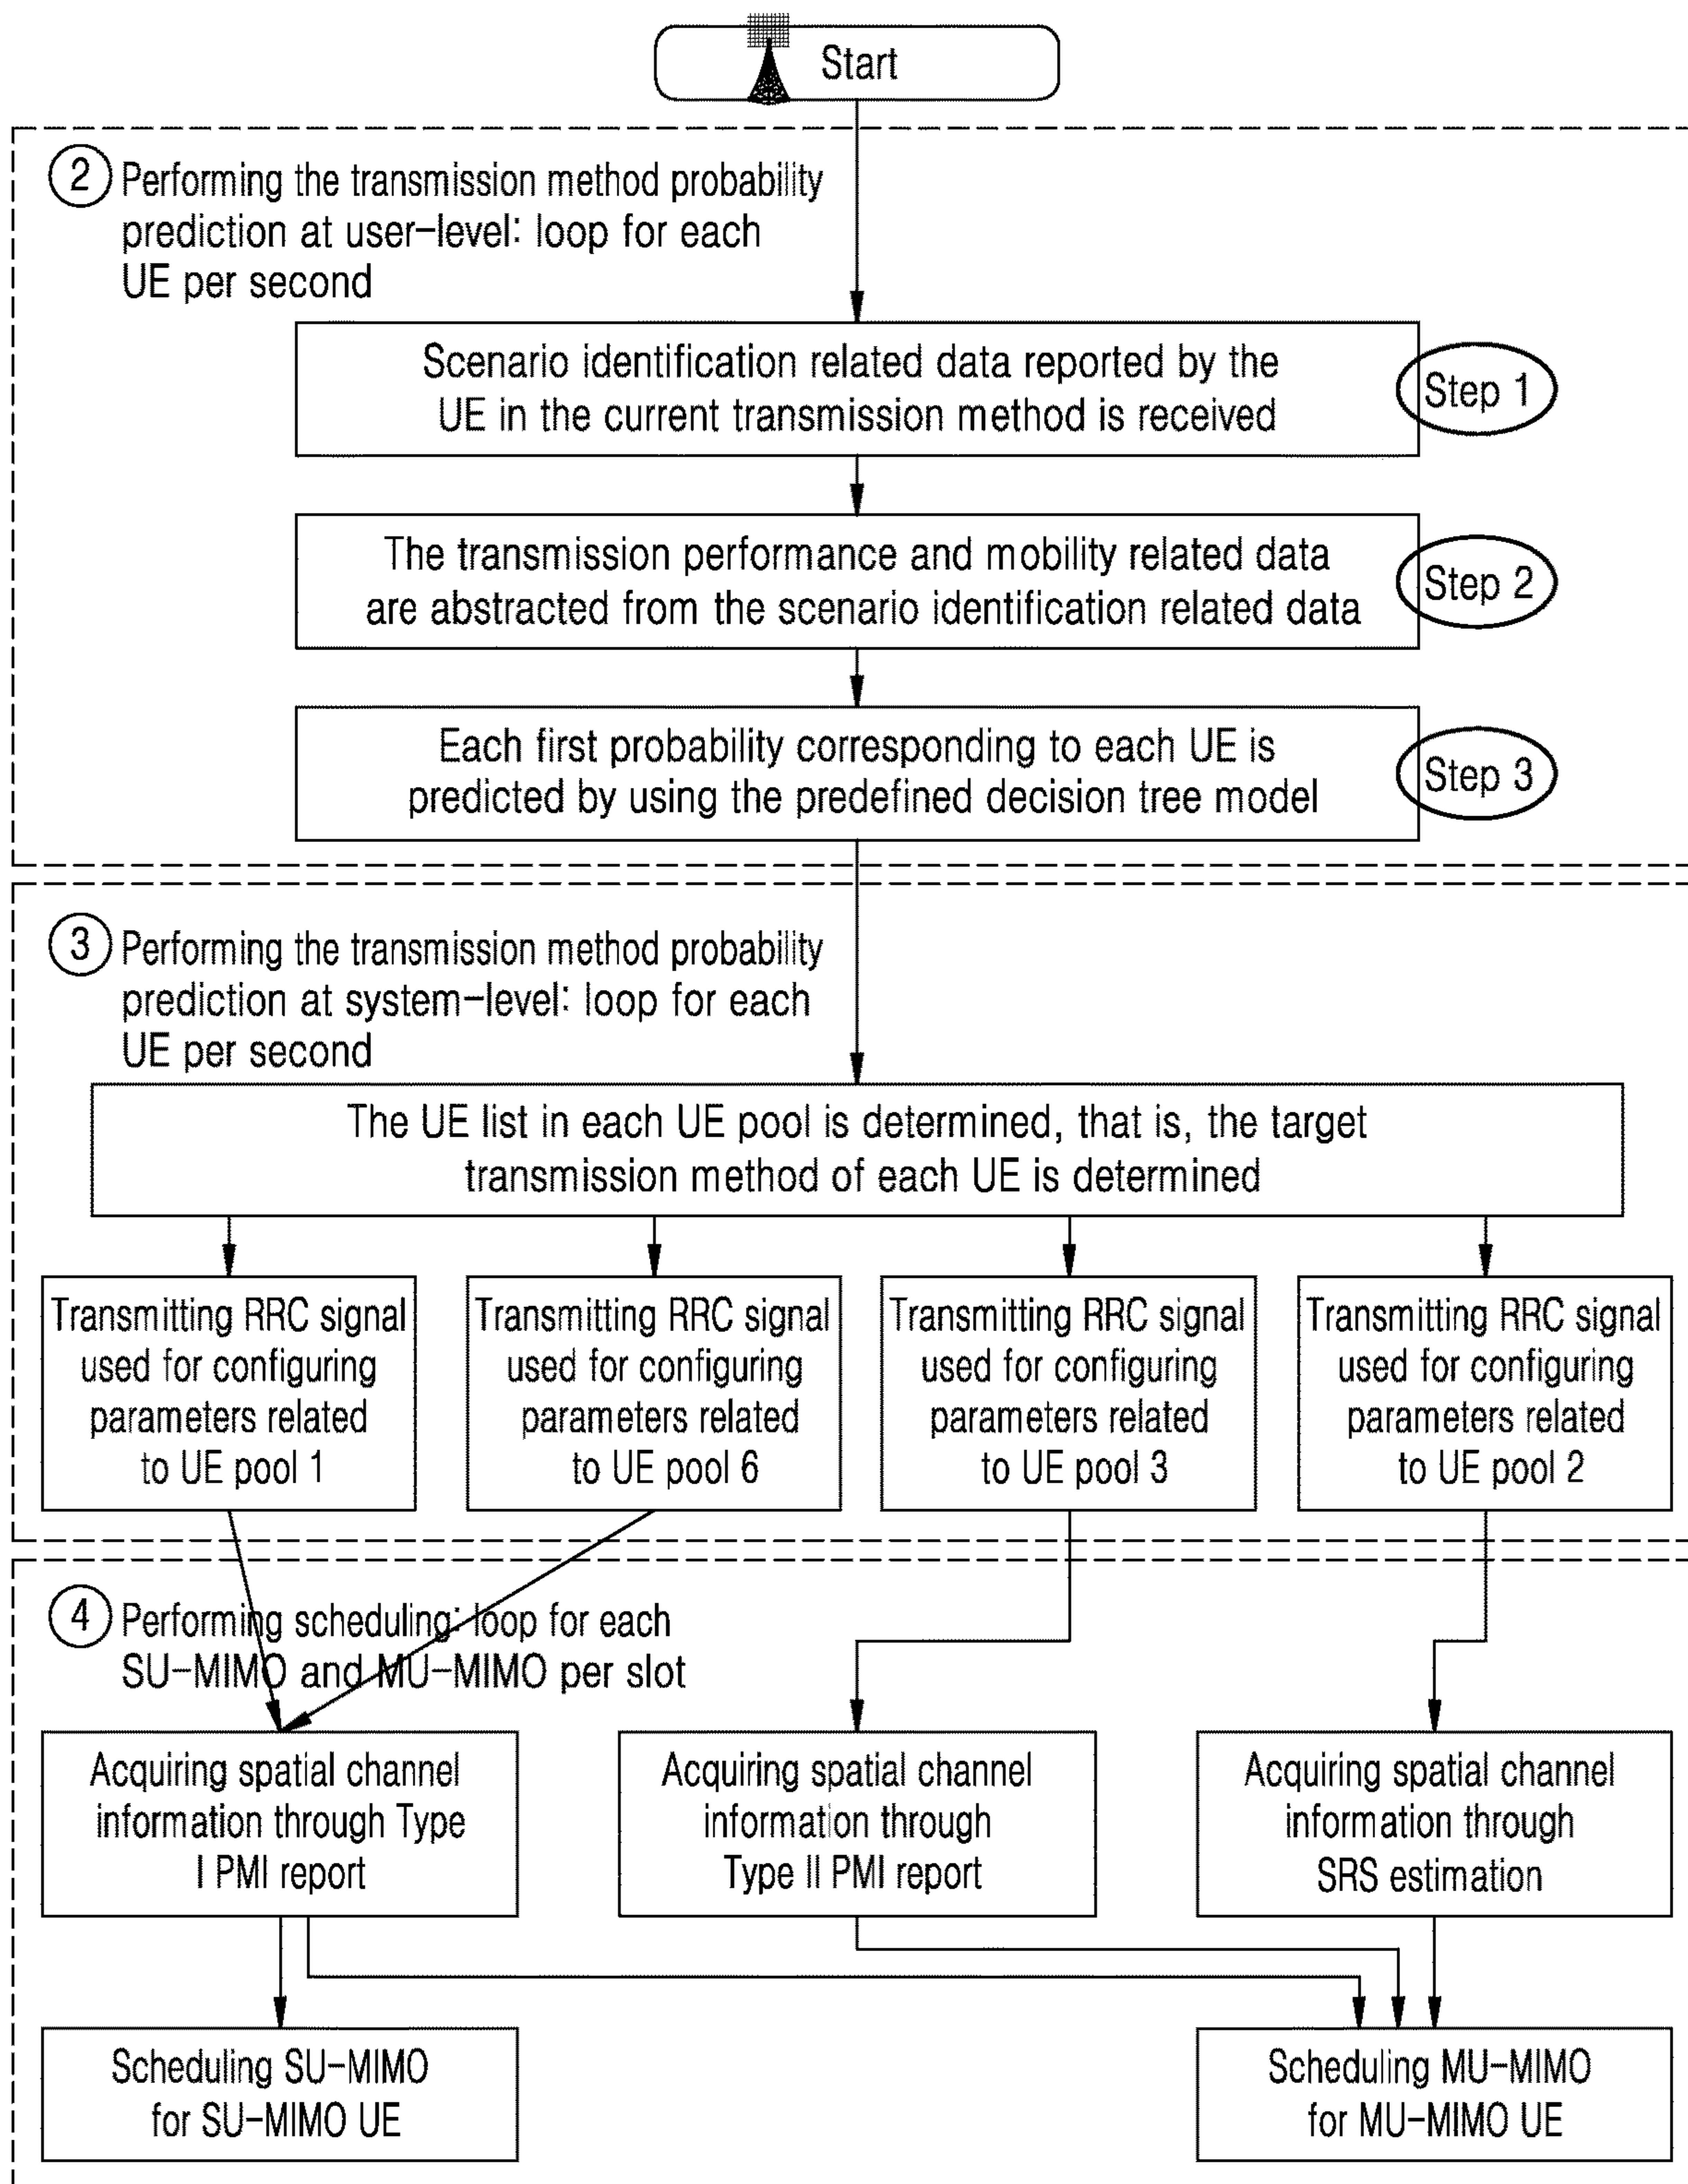 Start
② Performing the transmission method probability
prediction at user-level: loop for each
UE per second
Scenario identification related data reported by the
UE in the current transmission method is received
Step 1
The transmission performance and mobility related data
are abstracted from the scenario identification related data
Step 2
Each first probability corresponding to each UE is
predicted by using the predefined decision tree model
Step 3
③ Performing the transmission method probability
prediction at system-level: loop for each
UE per second
The UE list in each UE pool is determined, that is, the target
transmission method of each UE is determined
Transmitting RRC signal
used for configuring
parameters related
to UE pool 1
Transmitting RRC signal
used for configuring
parameters related
to UE pool 6
Transmitting RRC signal
used for configuring
parameters related
to UE pool 3
Transmitting RRC signal
used for configuring
parameters related
to UE pool 2
④ Performing scheduling: loop for each
SU-MIMO and MU-MIMO per slot
Acquiring spatial channel
information through Type
I PMI report
Acquiring spatial channel
information through
Type II PMI report
Acquiring spatial channel
information through
SRS estimation
Scheduling SU-MIMO
for SU-MIMO UE
Scheduling MU-MIMO
for MU-MIMO UE